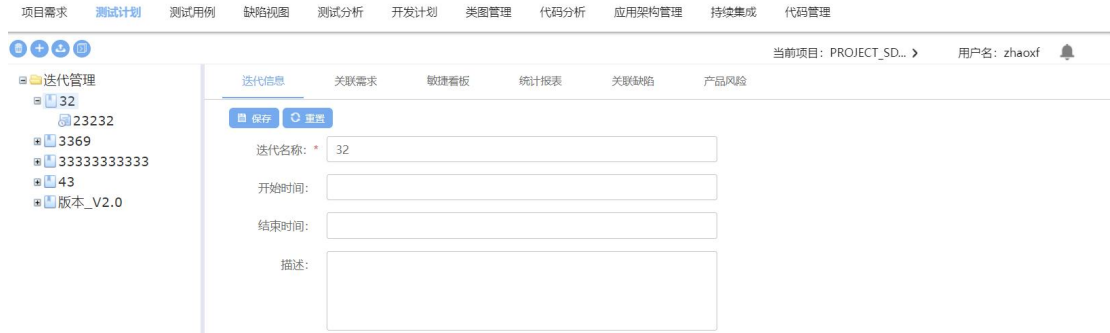 项目需求 测试计划 测试用例 缺陷视图 测试分析 开发计划 类图管理 代码分析 应用架构管理 持续集成 代码管理
当前项目：PROJECT_SD... 用户名：zhaoxf
迭代管理
32
23232
3369
33333333333
43
版本_V2.0
迭代信息 关联需求 敏捷看板 统计报表 关联缺陷 产品风险
保存 重置
迭代名称：* 32
开始时间：
结束时间：
描述：